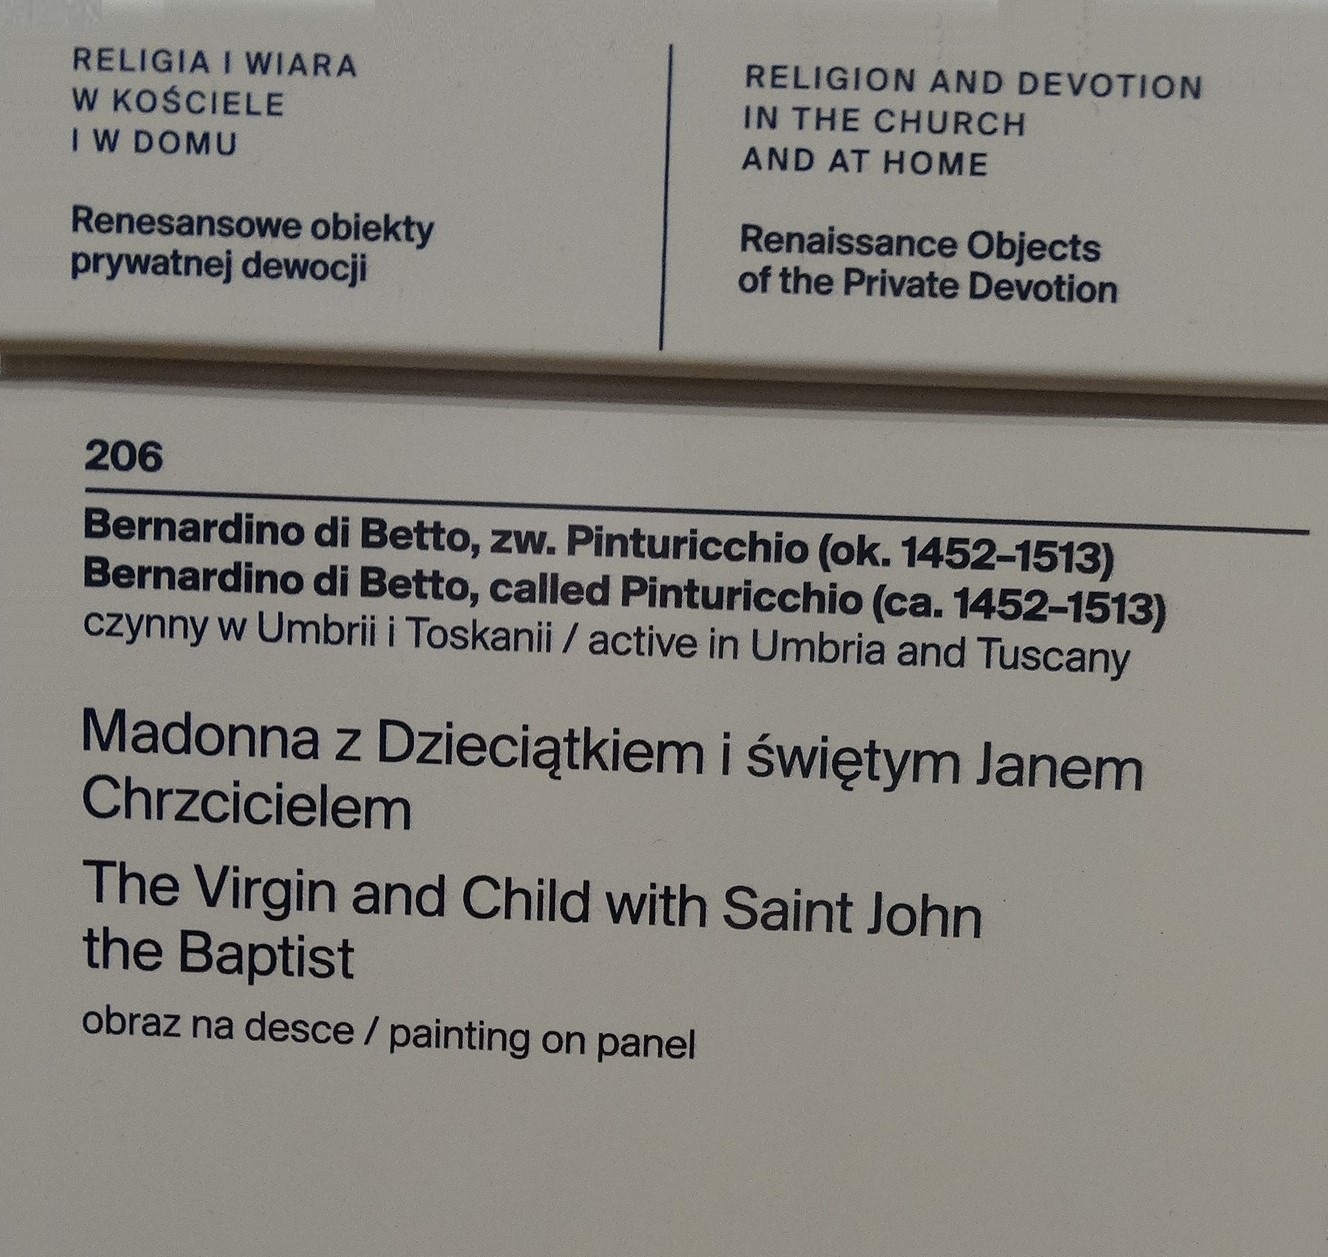 RELIGIA I WIARA
W KOŚCIELE
I W DOMU
Renesansowe obiekty
prywatnej dewocji
RELIGION AND DEVOTION
IN THE CHURCH
AND AT HOME
Renaissance Objects
of the Private Devotion
206
Bernardino di Betto, zw. Pinturicchio (ok. 1452–1513)
Bernardino di Betto, called Pinturicchio (ca. 1452–1513)
czynny w Umbrii i Toskanii / active in Umbria and Tuscany
Madonna z Dzieciątkiem i świętym Janem
Chrzcicielem
The Virgin and Child with Saint John
the Baptist
obraz na desce / painting on panel